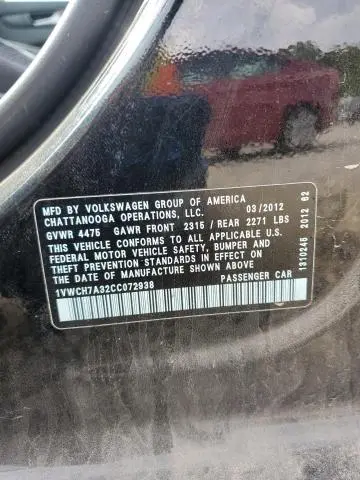 MFD BY VOLKSWAGEN GROUP OF AMERICA
CHATTANOOGA OPERATIONS, LLC. 03/2012
GVWR 4475 GAWR FRONT 2315 / REAR 2271 LBS
THIS VEHICLE CONFORMS TO ALL APPLICABLE U.S.
FEDERAL MOTOR VEHICLE SAFETY, BUMPER AND
THEFT PREVENTION STANDARDS IN EFFECT ON
THE DATE OF MANUFACTURE SHOWN ABOVE.
1VWCH7A32CC072938 PASSENGER CAR
1310246 2012 62